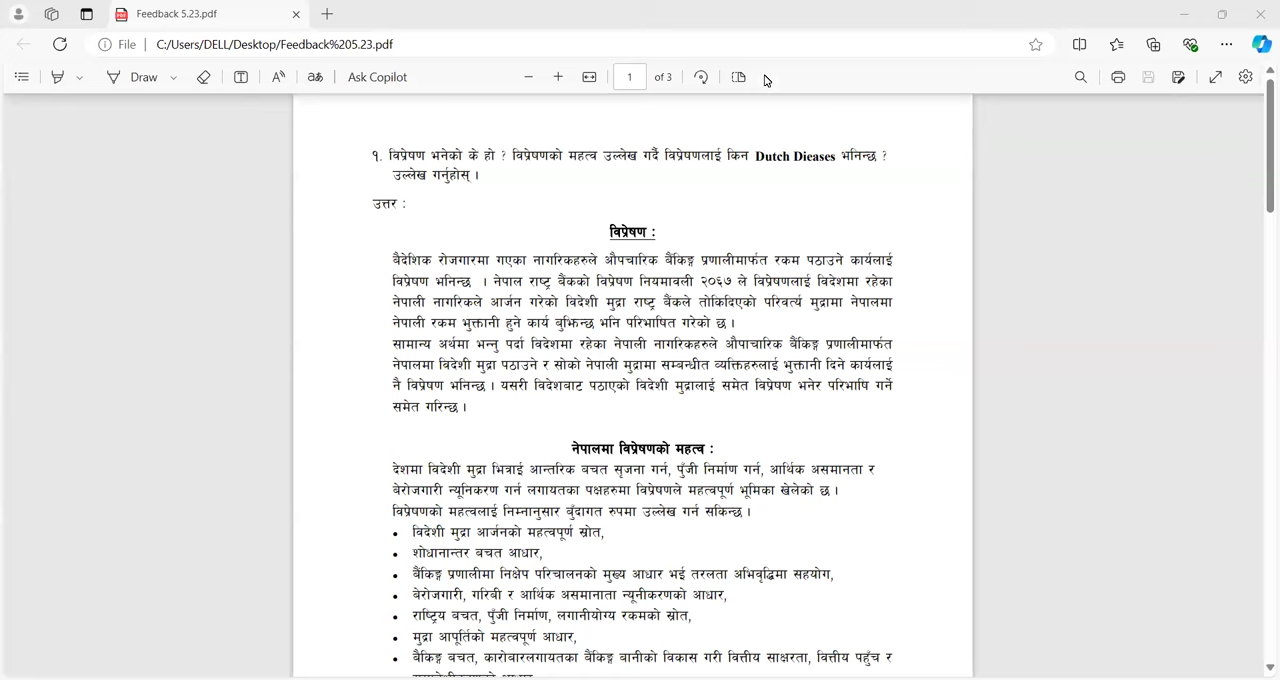 Feedback 5.23.pdf
File C:/Users/DELL/Desktop/Feedback%205.23.pdf
Draw aあ Ask Copilot 1 of 3
१. विप्रेषण भनेको के हो ? विप्रेषणको महत्व उल्लेख गर्दै विप्रेषणलाई किन Dutch Dieases भनिन्छ ?
उल्लेख गर्नुहोस् ।
उत्तर :
विप्रेषण :
बैदेशिक रोजगारमा गएका नागरिकहरुले औपचारिक बैंकिङ्ग प्रणालीमार्फत रकम पठाउने कार्यलाई
विप्रेषण भनिन्छ । नेपाल राष्ट्र बैंकको विप्रेषण नियमावली २०६७ ले विप्रेषणलाई विदेशमा रहेका
नेपाली नागरिकले आर्जन गरेको विदेशी मुद्रा राष्ट्र बैंकले तोकिदिएको परिवर्त्य मुद्रामा नेपालमा
नेपाली रकम भुक्तानी हुने कार्य बुझिन्छ भनि परिभाषित गरेको छ ।
सामान्य अर्थमा भन्नु पर्दा विदेशमा रहेका नेपाली नागरिकहरुले औपाचारिक बैंकिङ्ग प्रणालीमार्फत
नेपालमा विदेशी मुद्रा पठाउने र सोको नेपाली मुद्रामा सम्बन्धीत व्यक्तिहरुलाई भुक्तानी दिने कार्यलाई
नै विप्रेषण भनिन्छ । यसरी विदेशवाट पठाएको विदेशी मुद्रालाई समेत विप्रेषण भनेर परिभाषि गर्ने
समेत गरिन्छ ।
नेपालमा विप्रेषणको महत्व :
देशमा विदेशी मुद्रा भित्राई आन्तरिक बचत सृजना गर्न, पुँजी निर्माण गर्न, आर्थिक असमानता र
बेरोजगारी न्यूनिकरण गर्न लगायतका पक्षहरुमा विप्रेषणले महत्वपूर्ण भूमिका खेलेको छ ।
विप्रेषणको महत्वलाई निम्नानुसार बुँदागत रुपमा उल्लेख गर्न सकिन्छ ।
• विदेशी मुद्रा आर्जनको महत्वपूर्ण स्रोत,
• शोधानान्तर बचत आधार,
• बैंकिङ्ग प्रणालीमा निक्षेप परिचालनको मुख्य आधार भई तरलता अभिवृद्धिमा सहयोग,
• बेरोजगारी, गरिबी र आर्थिक असमानाता न्यूनीकरणको आधार,
• राष्ट्रिय बचत, पुँजी निर्माण, लगानीयोग्य रकमको स्रोत,
• मुद्रा आपूर्तिको महत्वपूर्ण आधार,
• बैकिङ्ग बचत, कारोबारलगायतका बैंकिङ्ग बानीको विकास गरी वित्तीय साक्षरता, वित्तीय पहुँच र